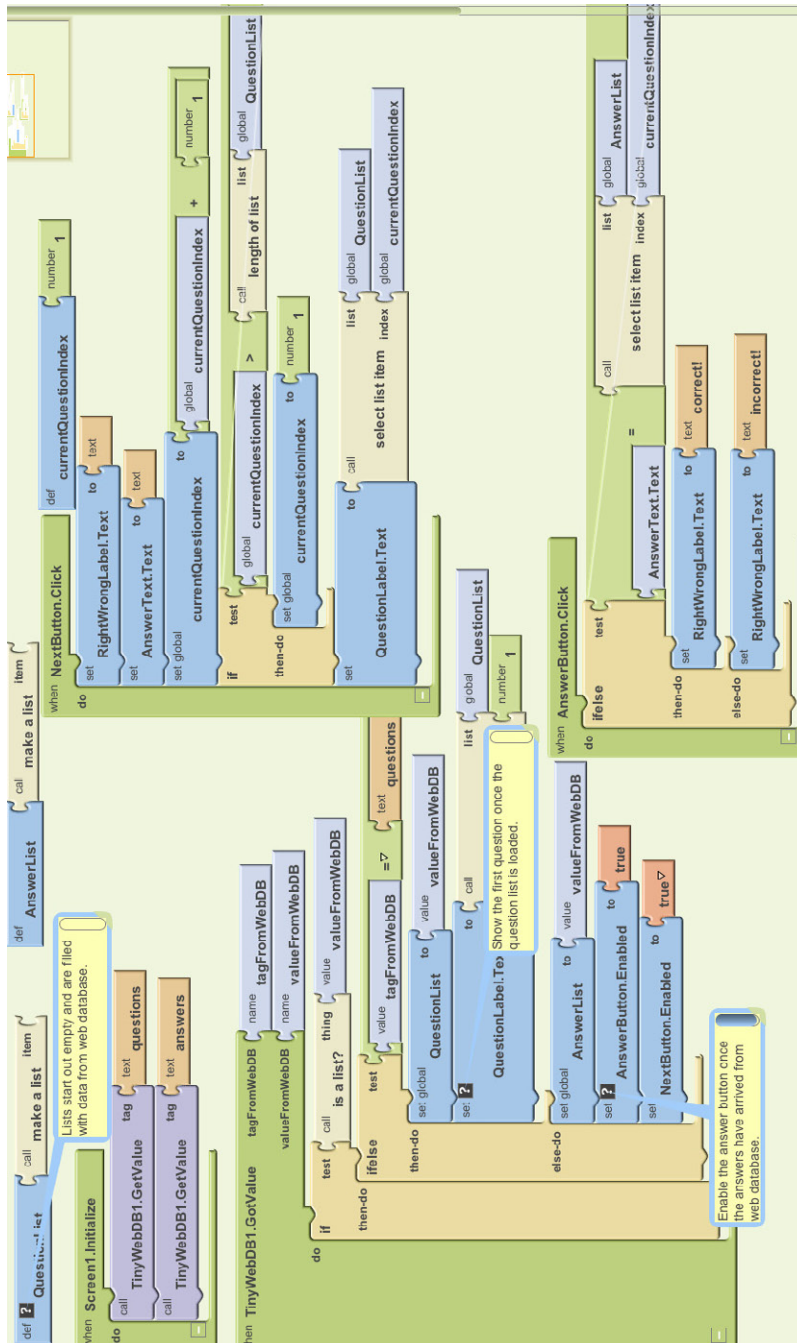 def ? QuestionList call make a list item
def AnswerList call make a list item
Lists start out empty and are filled
with data from web database.
when Screen1.Initialize
do
call TinyWebDB1.GetValue tag text questions
call TinyWebDB1.GetValue tag text answers
when TinyWebDB1.GotValue tagFromWebDB name tagFromWebDB
valueFromWebDB name valueFromWebDB
do if test call is a list? thing value valueFromWebDB
then-do ifelse test value tagFromWebDB = text questions
then-do set global QuestionList to value valueFromWebDB
set ? QuestionLabel.Te to call list global QuestionList
number 1
Show the first question once the
question list is loaded.
else-do set global AnswerList to value valueFromWebDB
set ? AnswerButton.Enabled to true
set NextButton.Enabled to true
Enable the answer button once
the answers have arrived from
web database.
def currentQuestionIndex number 1
when NextButton.Click
do
set RightWrongLabel.Text to text
set AnswerText.Text to text
set global currentQuestionIndex to global currentQuestionIndex + number 1
if test global currentQuestionIndex > call length of list list global QuestionList
then-do set global currentQuestionIndex to number 1
set QuestionLabel.Text to call select list item list global QuestionList
index global currentQuestionIndex
when AnswerButton.Click
do ifelse test AnswerText.Text = call select list item list global AnswerList
index currentQuestionIndex
then-do set RightWrongLabel.Text to text correct!
else-do set RightWrongLabel.Text to text incorrect!